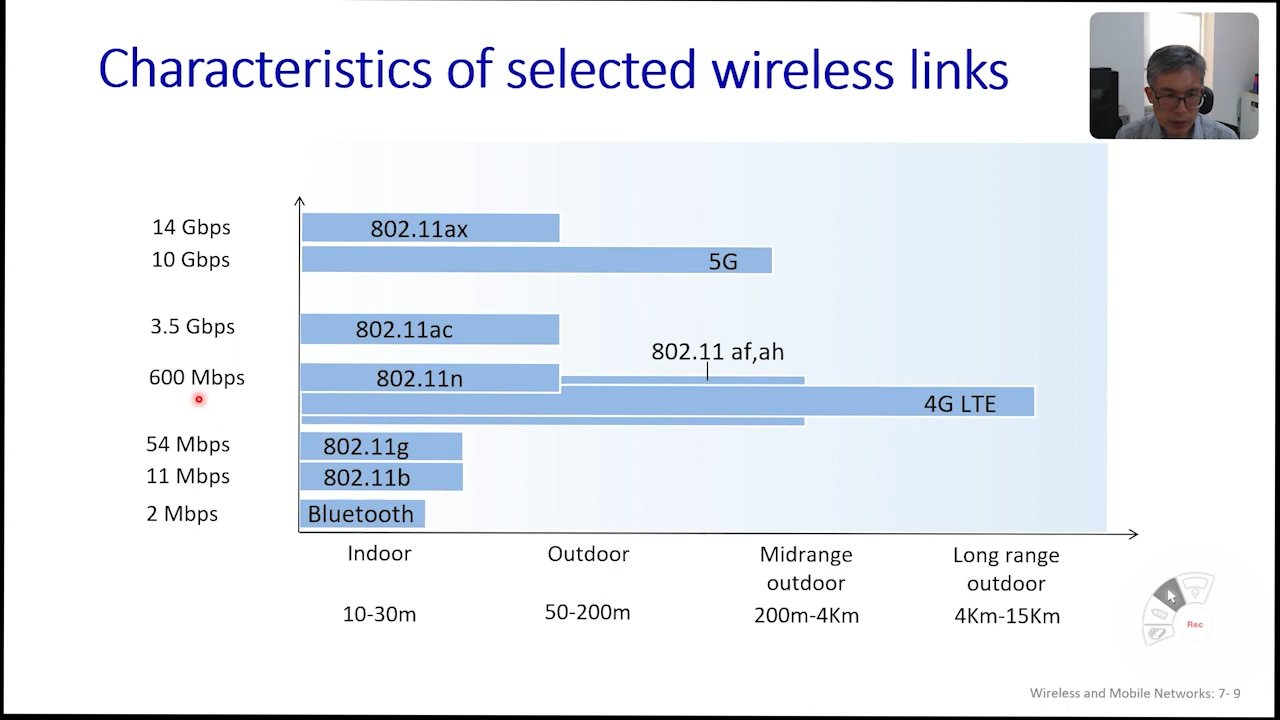 Characteristics of selected wireless links
14 Gbps
802.11ax
10 Gbps
5G
3.5 Gbps
802.11ac
802.11 af,ah
600 Mbps
802.11n
4G LTE
54 Mbps
802.11g
11 Mbps
802.11b
2 Mbps
Bluetooth
Indoor
Outdoor
Midrange
outdoor
Long range
outdoor
10-30m
50-200m
200m-4Km
4Km-15Km
Rec
Wireless and Mobile Networks: 7- 9